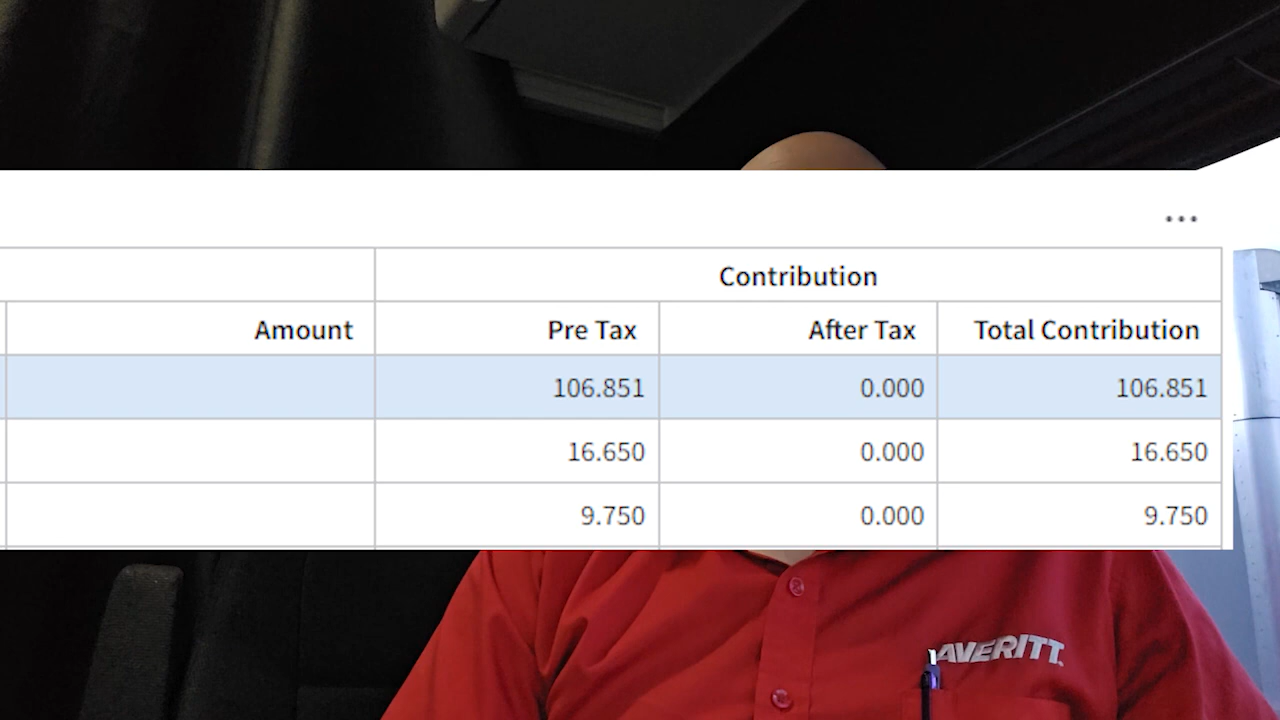 ...
Contribution
Amount Pre Tax After Tax Total Contribution
106.851 0.000 106.851
16.650 0.000 16.650
9.750 0.000 9.750
AVERITT